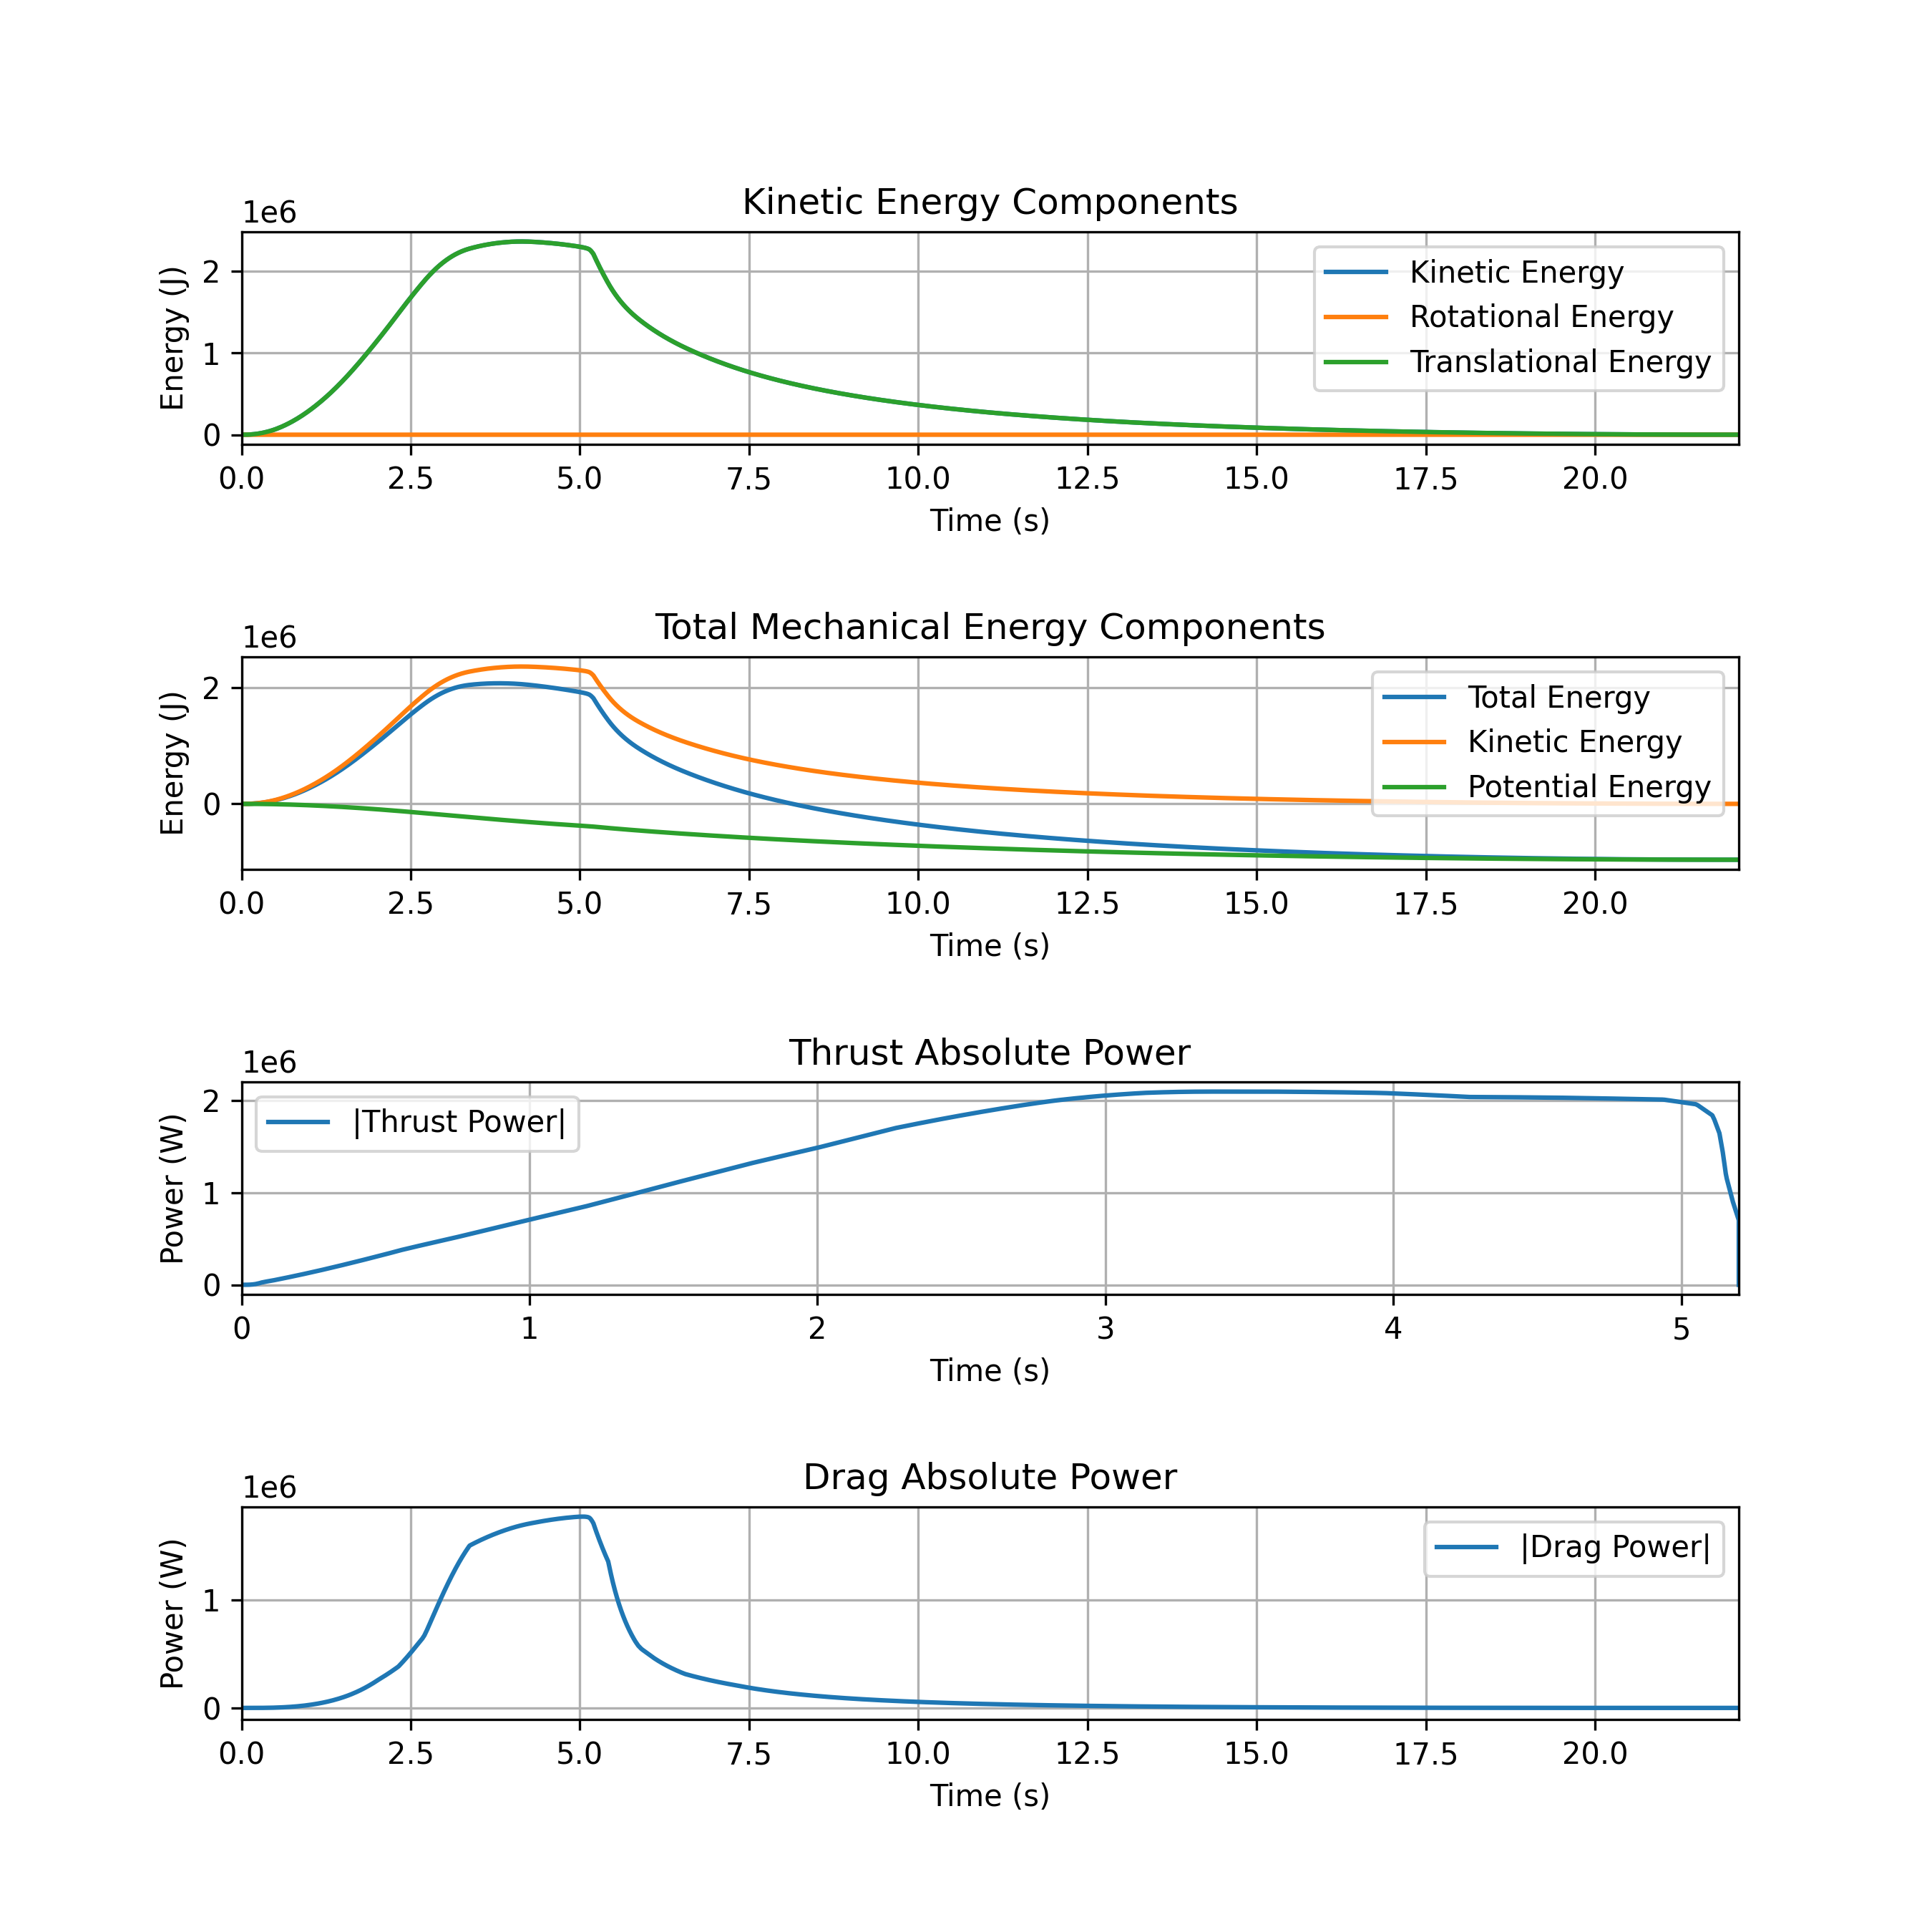 Kinetic Energy Components
1e6
Energy (J)
2
1
0
Kinetic Energy
Rotational Energy
Translational Energy
0.0 2.5 5.0 7.5 10.0 12.5 15.0 17.5 20.0
Time (s)
Total Mechanical Energy Components
1e6
Energy (J)
2
0
Total Energy
Kinetic Energy
Potential Energy
0.0 2.5 5.0 7.5 10.0 12.5 15.0 17.5 20.0
Time (s)
Thrust Absolute Power
1e6
Power (W)
2
1
0
|Thrust Power|
0 1 2 3 4 5
Time (s)
Drag Absolute Power
1e6
Power (W)
1
0
|Drag Power|
0.0 2.5 5.0 7.5 10.0 12.5 15.0 17.5 20.0
Time (s)